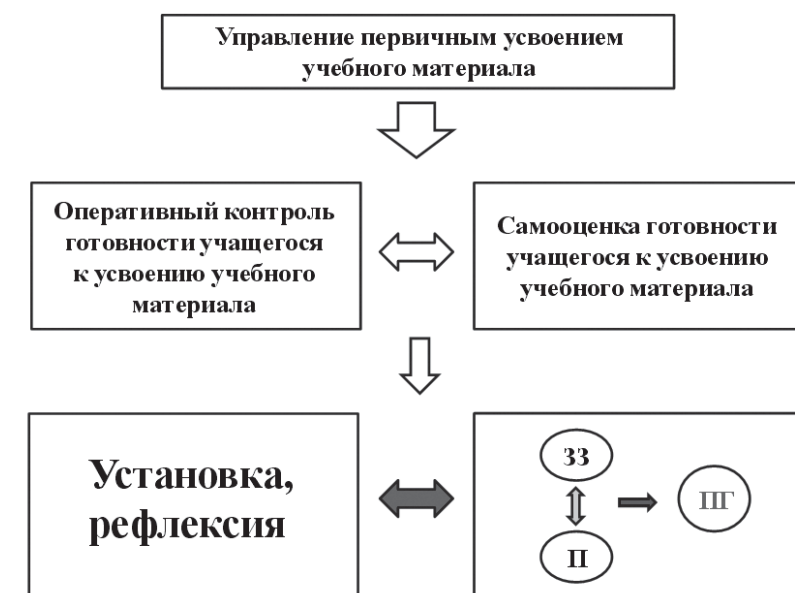 Управление первичным усвоением
учебного материала
Оперативный контроль
готовности учащегося
к усвоению учебного
материала
Самооценка готовности
учащегося к усвоению
учебного материала
Установка,
рефлексия
ЗЗ
П
ПГ